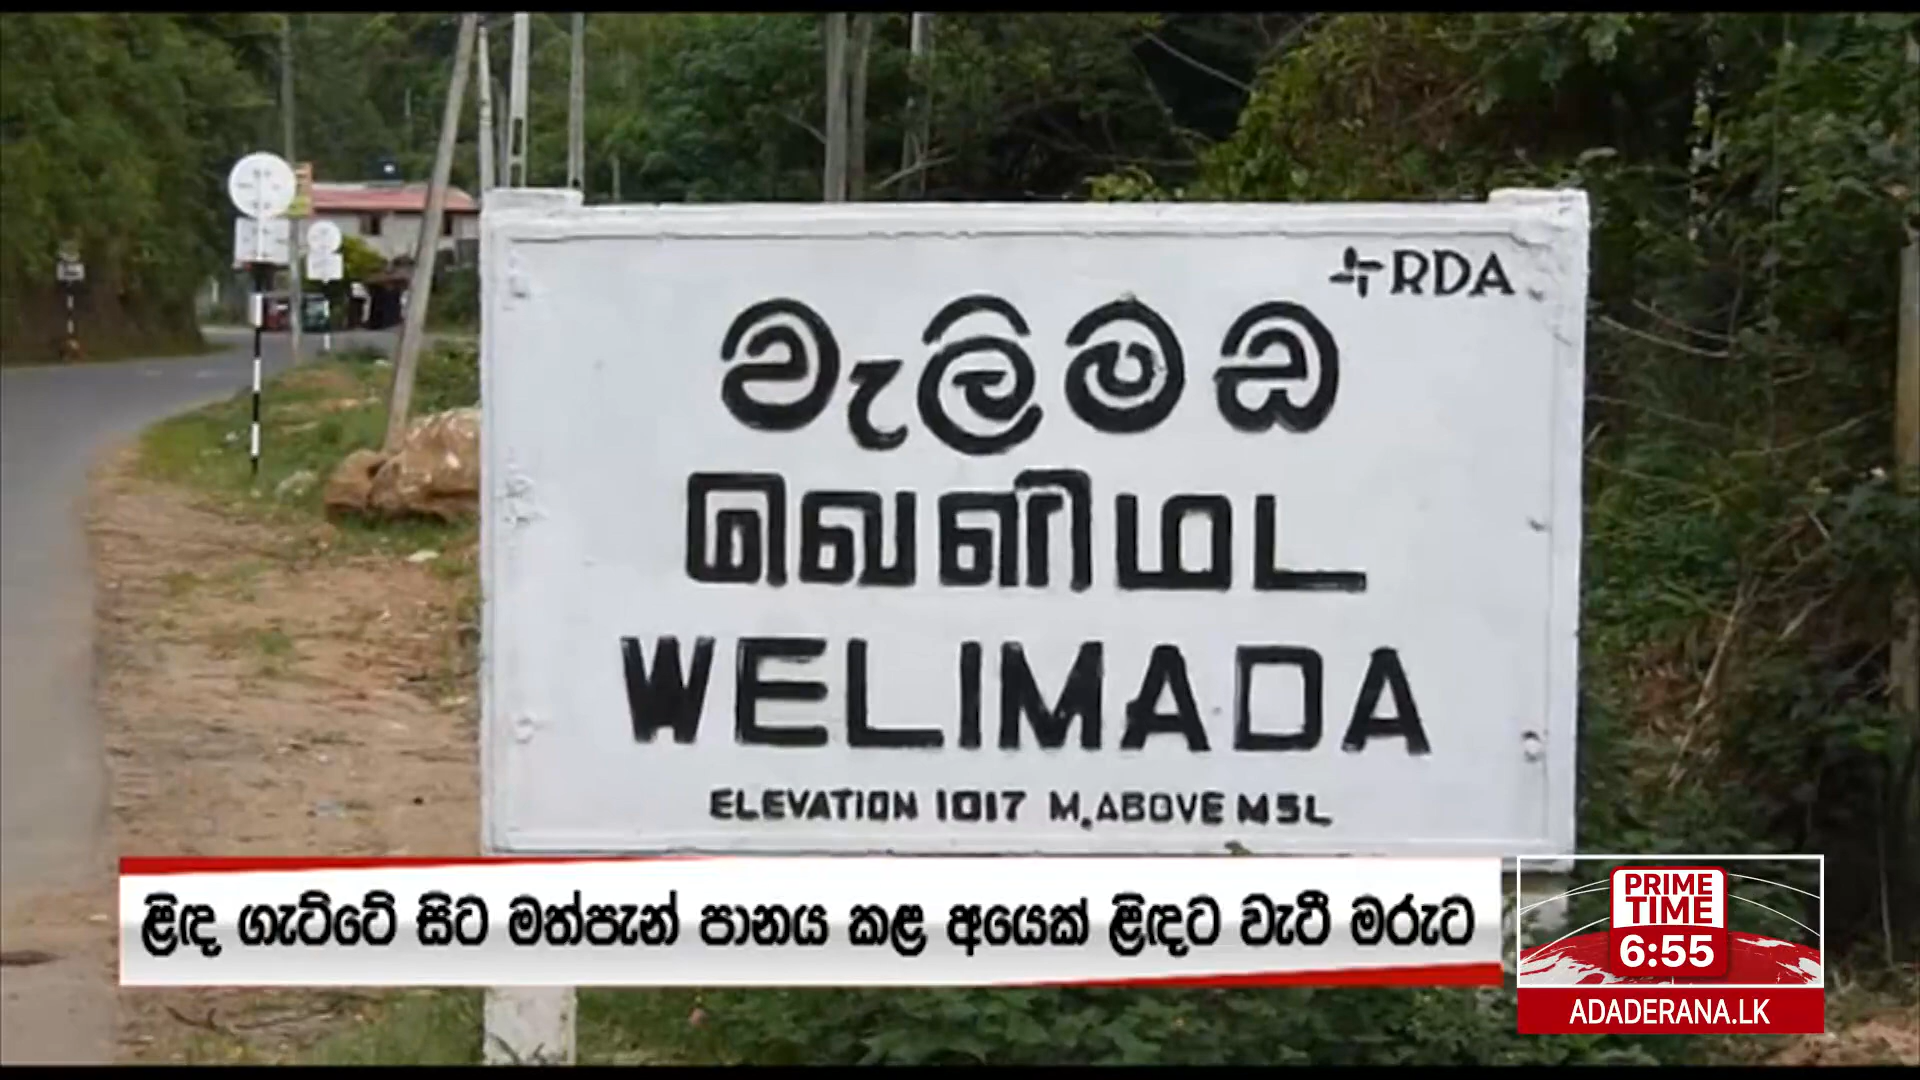 RDA
වැලිමඩ
வெளிமட
WELIMADA
ELEVATION 1017 M. ABOVE MSL
ළිඳ ගැට්ටේ සිට මත්පැන් පානය කළ අයෙක් ළිඳට වැටී මරුට
PRIME
TIME
6:55
ADADERANA.LK